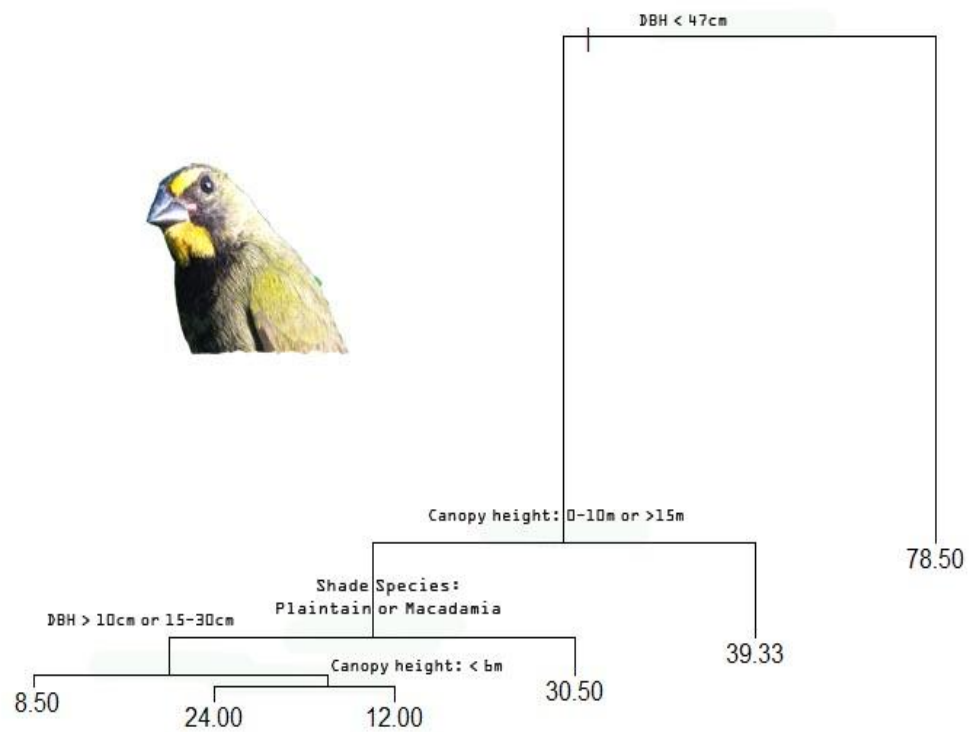 DBH < 47cm
Canopy height: 0-10m or >15m
78.50
Shade Species:
Plaintain or Macadamia
DBH > 10cm or 15-30cm
39.33
Canopy height: < 6m
30.50
8.50
24.00
12.00